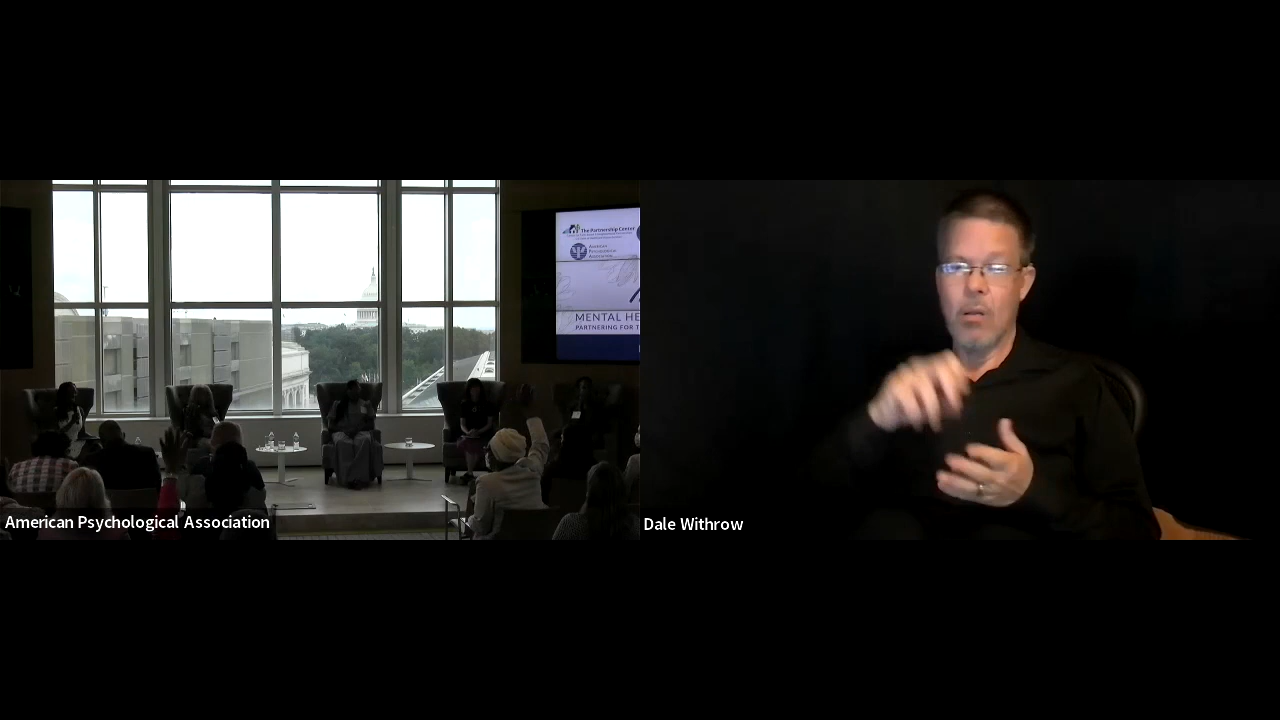 The Partnership Center
AMERICAN
PSYCHOLOGICAL
ASSOCIATION
MENTAL HE
PARTNERING FOR T
American Psychological Association
Dale Withrow